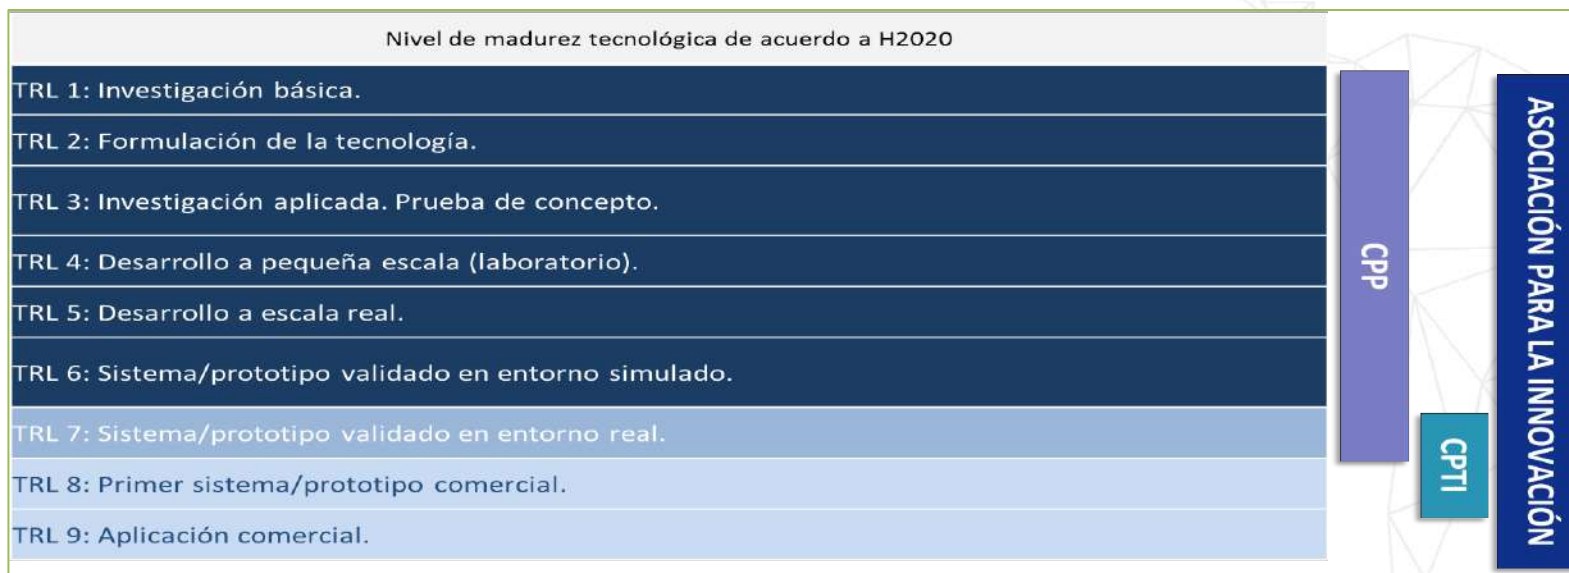 Nivel de madurez tecnológica de acuerdo a H2020
TRL 1: Investigación básica.
TRL 2: Formulación de la tecnología.
TRL 3: Investigación aplicada. Prueba de concepto.
TRL 4: Desarrollo a pequeña escala (laboratorio).
TRL 5: Desarrollo a escala real.
TRL 6: Sistema/prototipo validado en entorno simulado.
TRL 7: Sistema/prototipo validado en entorno real.
TRL 8: Primer sistema/prototipo comercial.
TRL 9: Aplicación comercial.
CPP
CPTI
ASOCIACIÓN PARA LA INNOVACIÓN